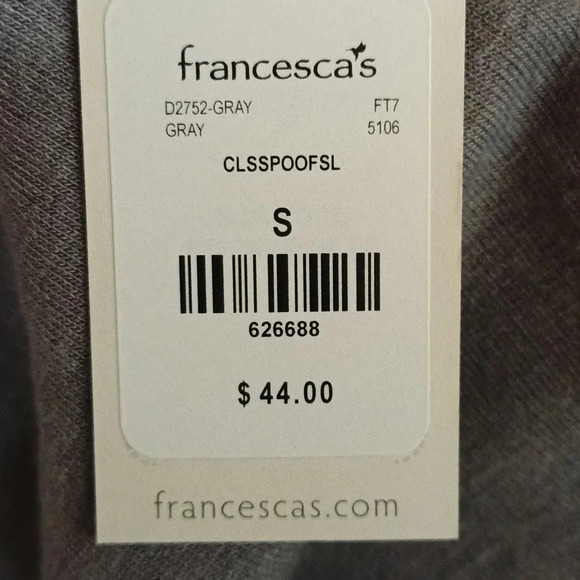 francesca's
D2752-GRAY FT7
GRAY 5106
CLSSPOOFSL
S
626688
$ 44.00
francescas.com